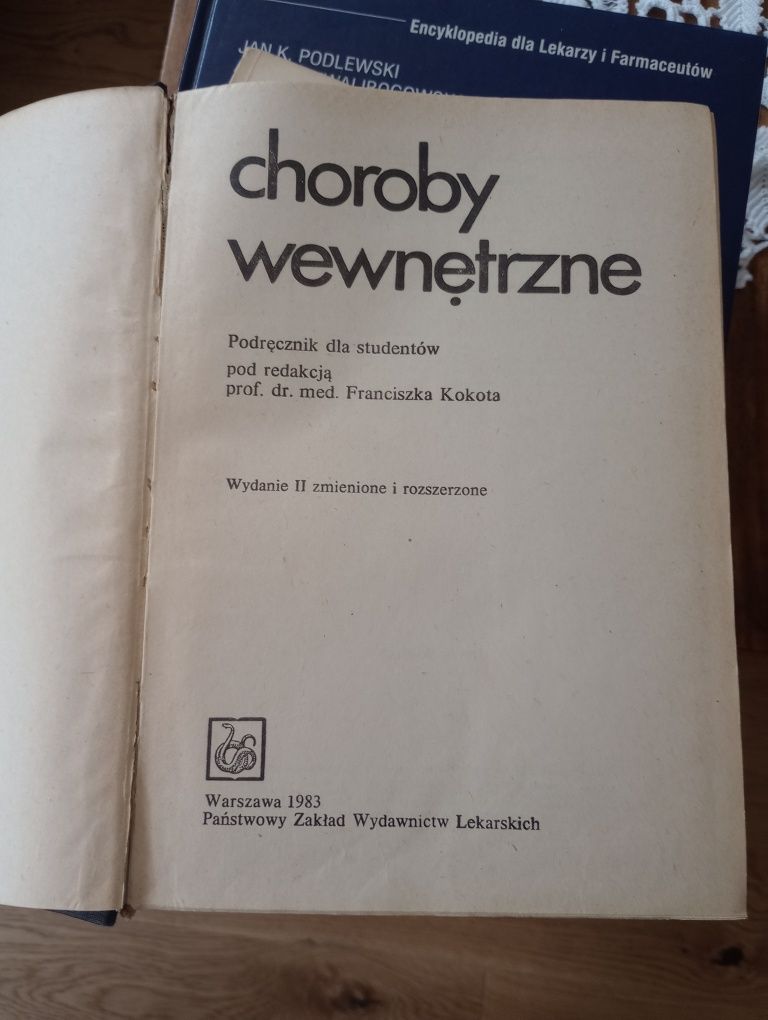 Encyklopedia dla Lekarzy i Farmaceutów
JAN K. PODLEWSKI
choroby
wewnętrzne
Podręcznik dla studentów
pod redakcją
prof. dr. med. Franciszka Kokota
Wydanie II zmienione i rozszerzone
Warszawa 1983
Państwowy Zakład Wydawnictw Lekarskich